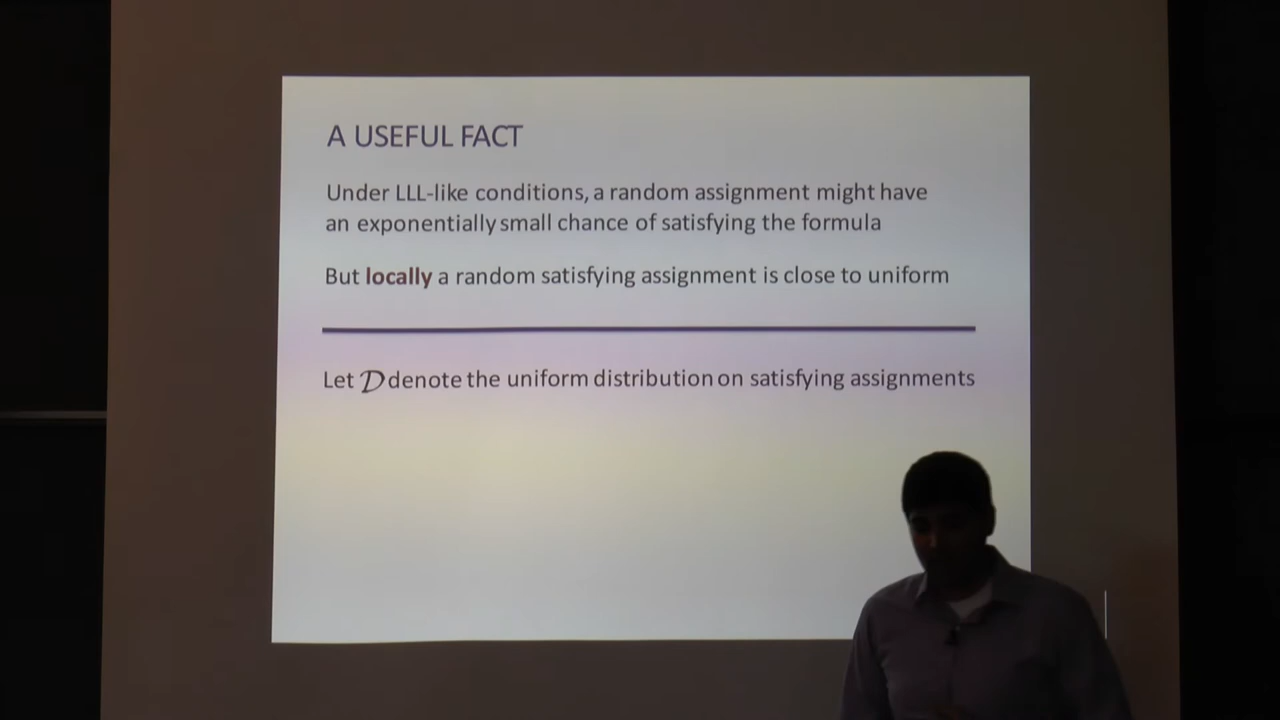 A USEFUL FACT
Under LLL-like conditions, a random assignment might have
an exponentially small chance of satisfying the formula
But locally a random satisfying assignment is close to uniform
Let 𝒟 denote the uniform distribution on satisfying assignments